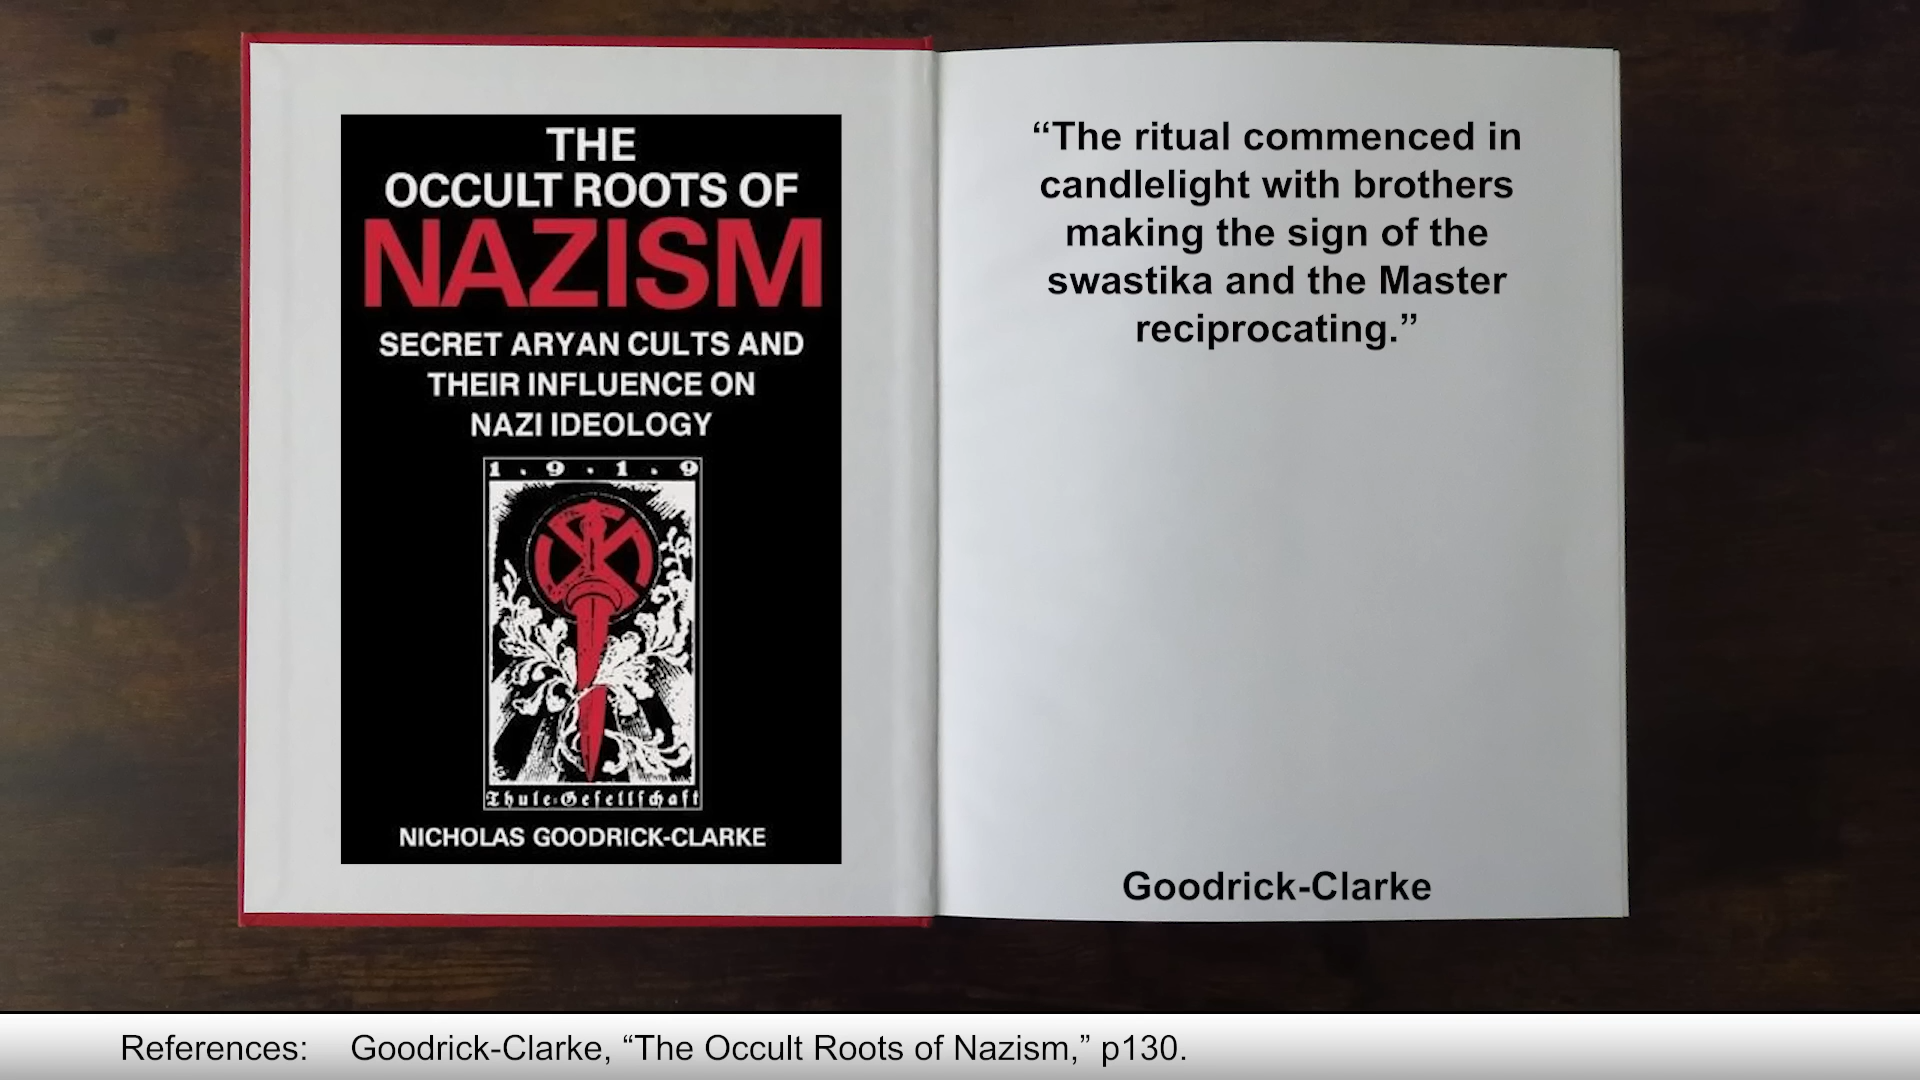 THE
OCCULT ROOTS OF
NAZISM
SECRET ARYAN CULTS AND
THEIR INFLUENCE ON
NAZI IDEOLOGY
1.9.1.9
Thule-Gesellschaft
NICHOLAS GOODRICK-CLARKE
“The ritual commenced in
candlelight with brothers
making the sign of the
swastika and the Master
reciprocating.”
Goodrick-Clarke
References: Goodrick-Clarke, “The Occult Roots of Nazism,” p130.